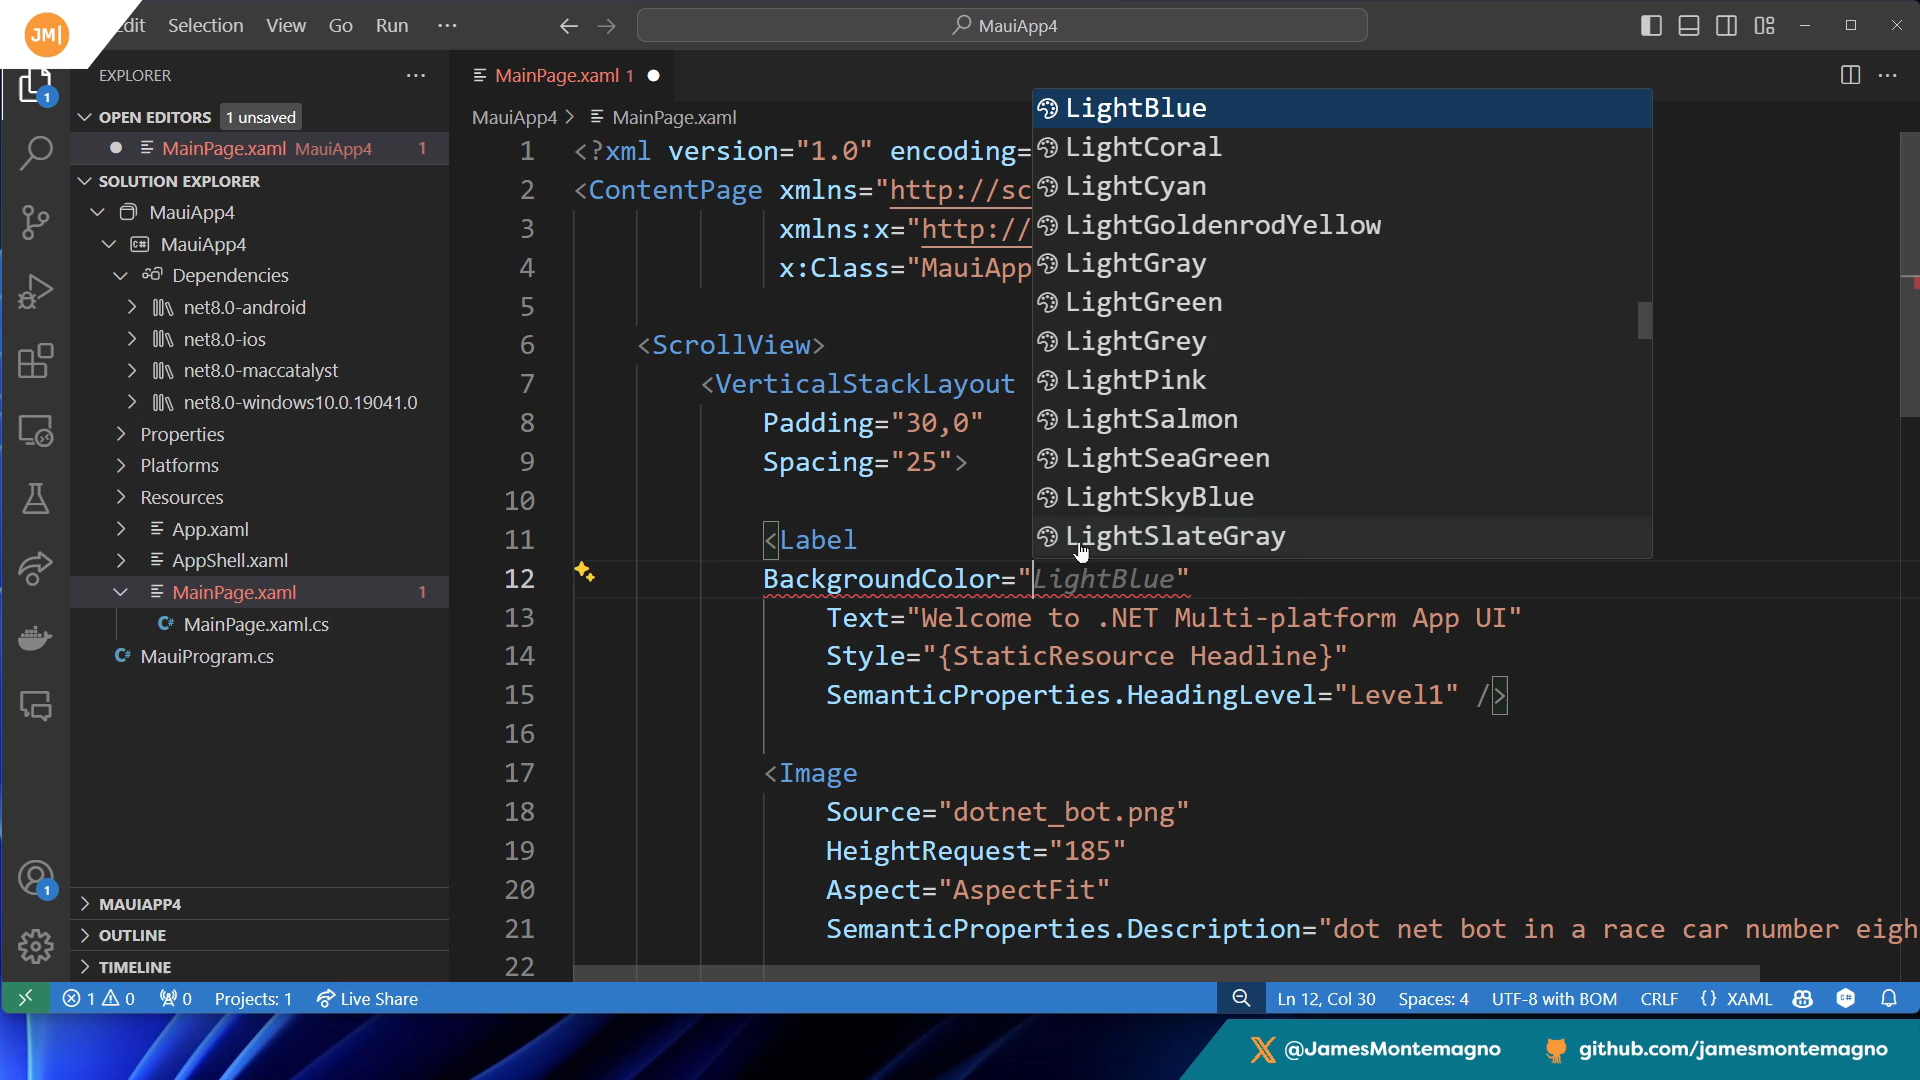 JM|
Edit Selection View Go Run ···
MauiApp4
EXPLORER
OPEN EDITORS 1 unsaved
MainPage.xaml MauiApp4 1
SOLUTION EXPLORER
MauiApp4
MauiApp4
Dependencies
net8.0-android
net8.0-ios
net8.0-maccatalyst
net8.0-windows10.0.19041.0
Properties
Platforms
Resources
App.xaml
AppShell.xaml
MainPage.xaml 1
MainPage.xaml.cs
MauiProgram.cs
1
1
MAUIAPP4
OUTLINE
TIMELINE
MainPage.xaml 1
MauiApp4 > MainPage.xaml
1 <?xml version="1.0" encoding=
2 <ContentPage xmlns="http://sc
3 xmlns:x="http://
4 x:Class="MauiApp
5
6 <ScrollView>
7 <VerticalStackLayout
8 Padding="30,0"
9 Spacing="25">
10
11 <Label
12 BackgroundColor="LightBlue"
13 Text="Welcome to .NET Multi-platform App UI"
14 Style="{StaticResource Headline}"
15 SemanticProperties.HeadingLevel="Level1" />
16
17 <Image
18 Source="dotnet_bot.png"
19 HeightRequest="185"
20 Aspect="AspectFit"
21 SemanticProperties.Description="dot net bot in a race car number eigh
22
LightBlue
LightCoral
LightCyan
LightGoldenrodYellow
LightGray
LightGreen
LightGrey
LightPink
LightSalmon
LightSeaGreen
LightSkyBlue
LightSlateGray
1 0 0 Projects: 1 Live Share Ln 12, Col 30 Spaces: 4 UTF-8 with BOM CRLF {} XAML
@JamesMontemagno github.com/jamesmontemagno